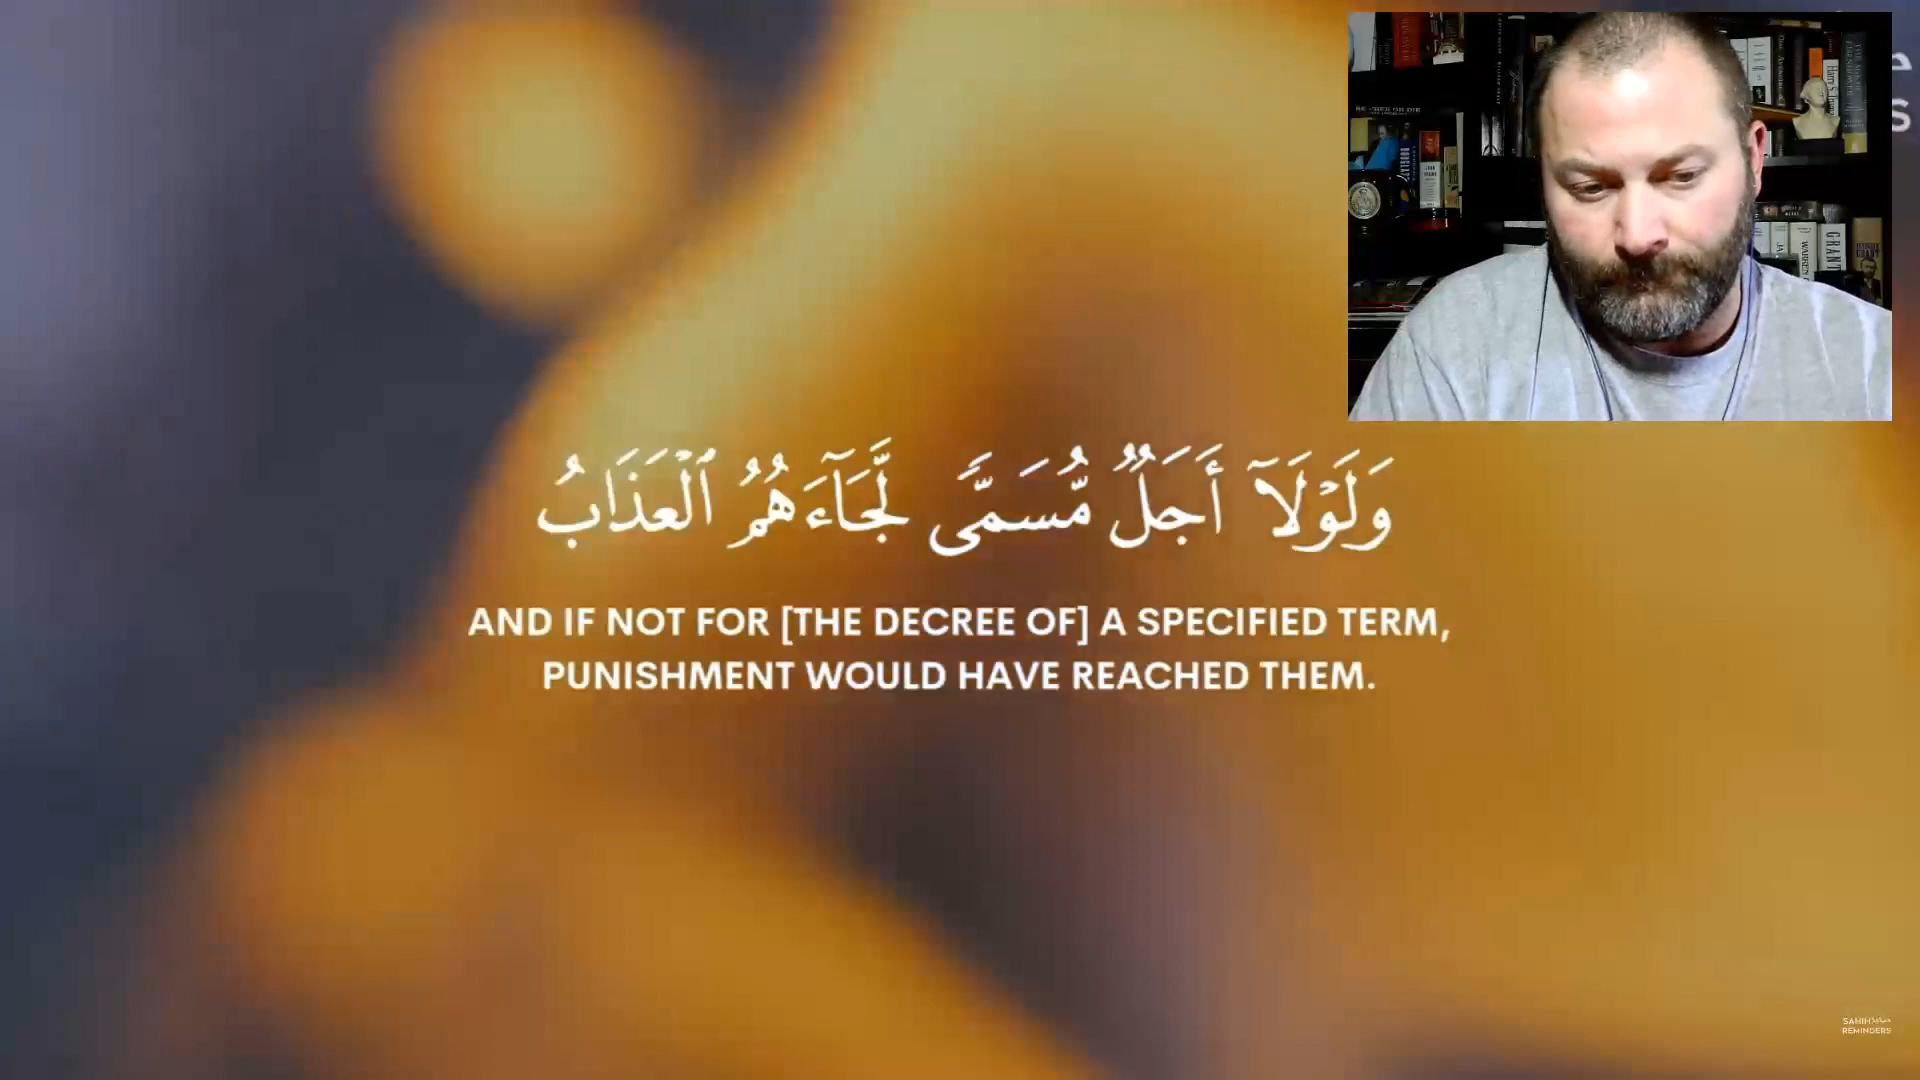 وَلَوْلَآ أَجَلٌ مُّسَمًّى لَّجَآءَهُمُ ٱلْعَذَابُ
AND IF NOT FOR [THE DECREE OF] A SPECIFIED TERM,
PUNISHMENT WOULD HAVE REACHED THEM.
GRANT
SAHIH
REMINDERS